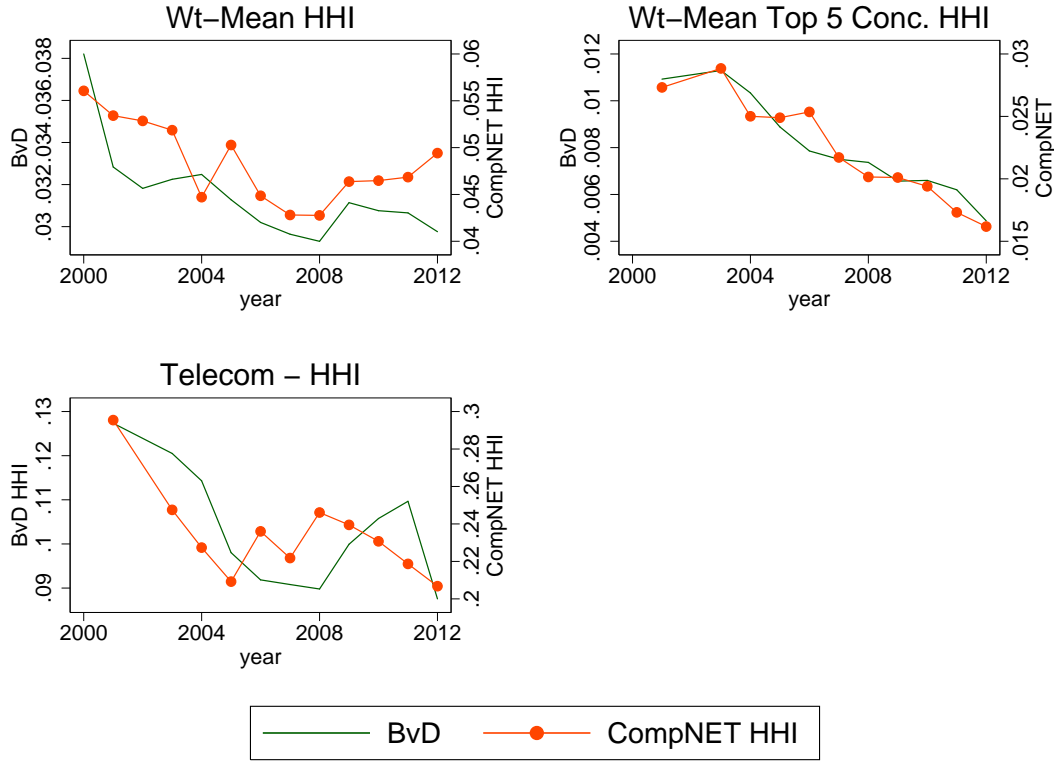 Wt−Mean HHI
BvD
.03 .032 .034 .036 .038
.04 .045 .05 .055 .06
CompNET HHI
2000 2004 2008 2012
year
Wt−Mean Top 5 Conc. HHI
BvD
.004 .006 .008 .01 .012
.015 .02 .025 .03
CompNET
2000 2004 2008 2012
year
Telecom − HHI
BvD HHI
.09 .1 .11 .12 .13
.2 .22 .24 .26 .28 .3
CompNET HHI
2000 2004 2008 2012
year
BvD CompNET HHI